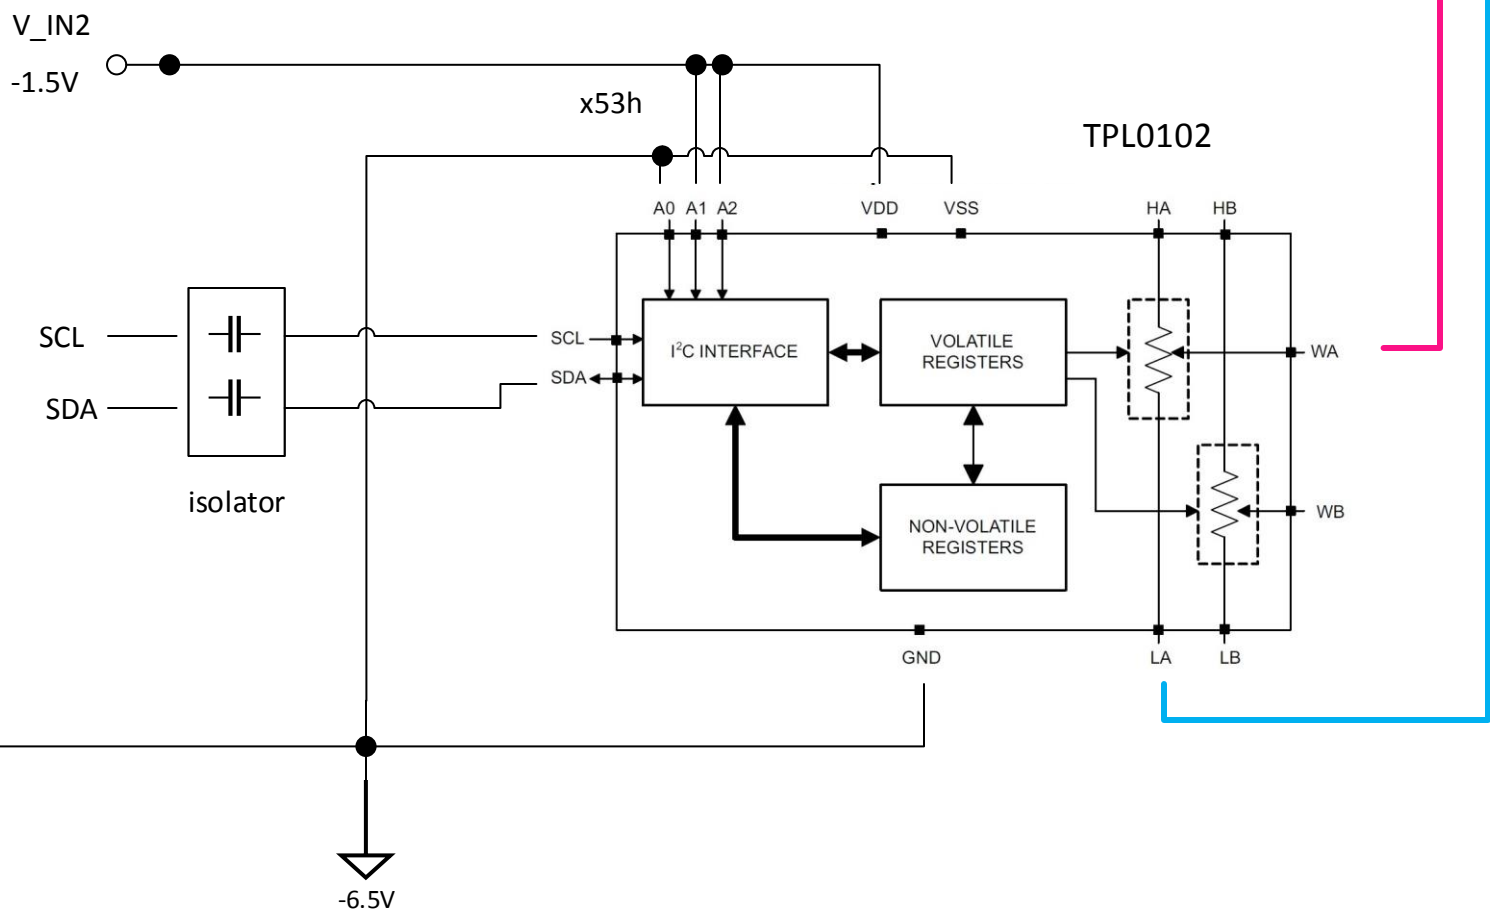 V_IN2
-1.5V
x53h
TPL0102
A0 A1 A2 VDD VSS HA HB
SCL
SDA
isolator
SCL
SDA
I²C INTERFACE
VOLATILE
REGISTERS
NON-VOLATILE
REGISTERS
WA
WB
GND LA LB
-6.5V